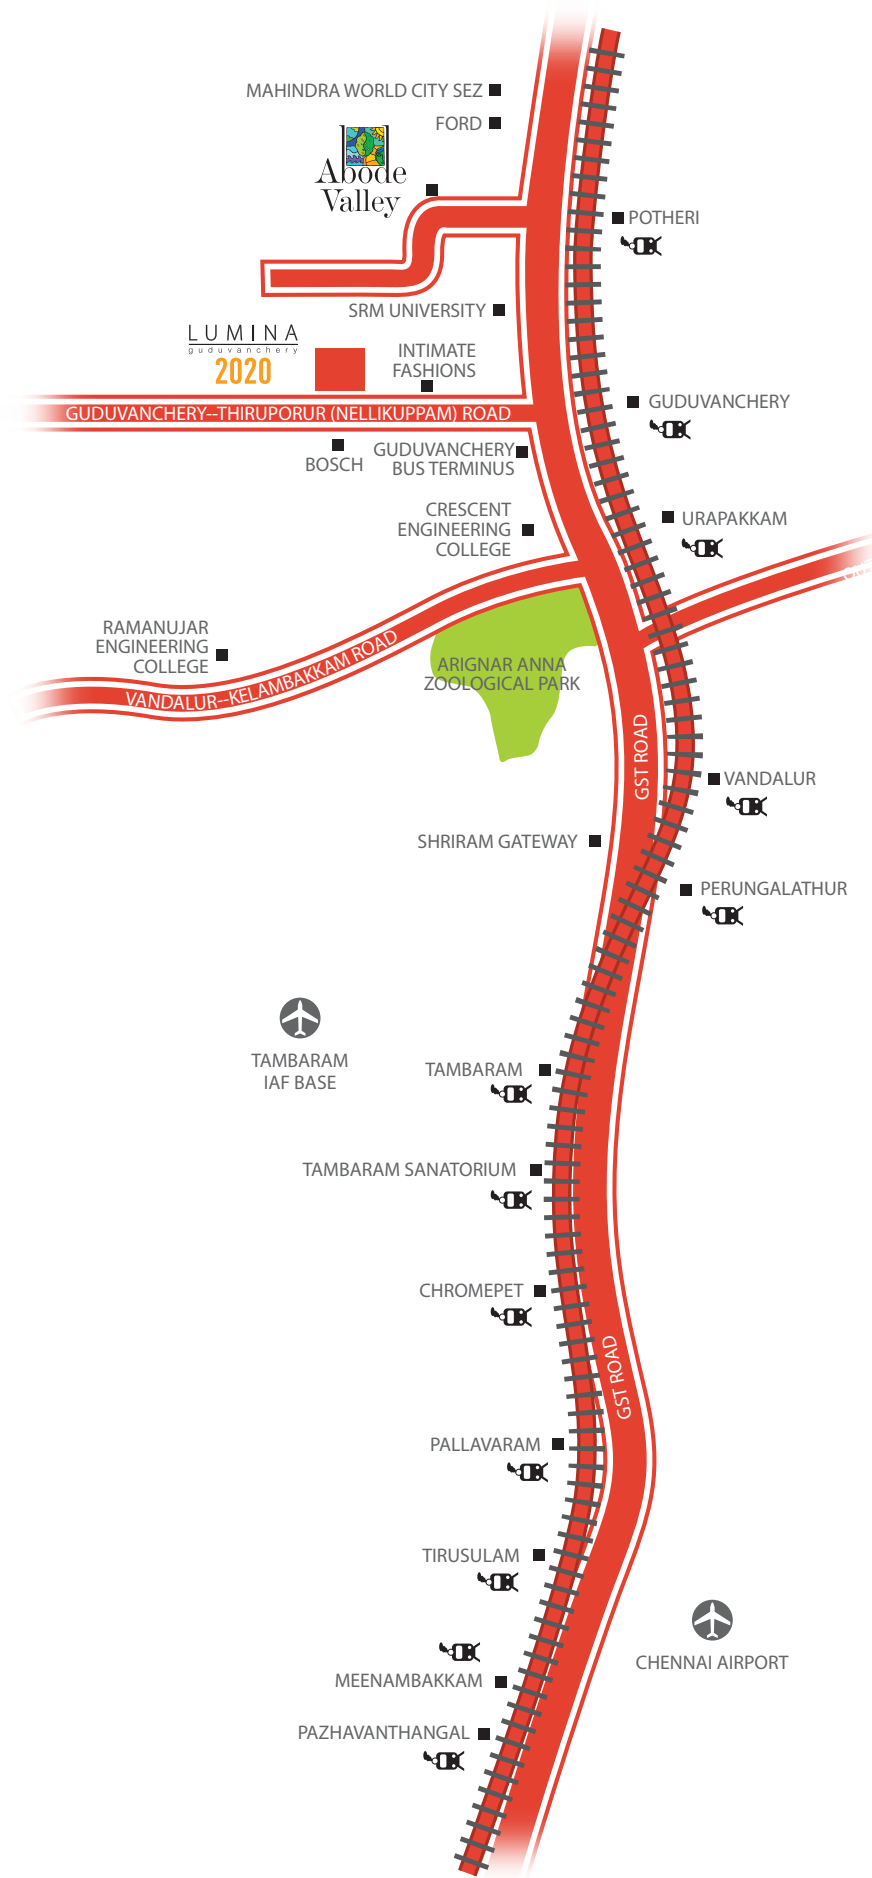 MAHINDRA WORLD CITY SEZ
FORD
Abode
Valley
POTHERI
SRM UNIVERSITY
LUMINA
guduvanchery
2020
INTIMATE
FASHIONS
GUDUVANCHERY
GUDUVANCHERY--THIRUPORUR (NELLIKUPPAM) ROAD
BOSCH
GUDUVANCHERY
BUS TERMINUS
CRESCENT
ENGINEERING
COLLEGE
URAPAKKAM
RAMANUJAR
ENGINEERING
COLLEGE
VANDALUR--KELAMBAKKAM ROAD
ARIGNAR ANNA
ZOOLOGICAL PARK
GST ROAD
VANDALUR
SHRIRAM GATEWAY
PERUNGALATHUR
TAMBARAM
IAF BASE
TAMBARAM
TAMBARAM SANATORIUM
CHROMEPET
GST ROAD
PALLAVARAM
TIRUSULAM
CHENNAI AIRPORT
MEENAMBAKKAM
PAZHAVANTHANGAL